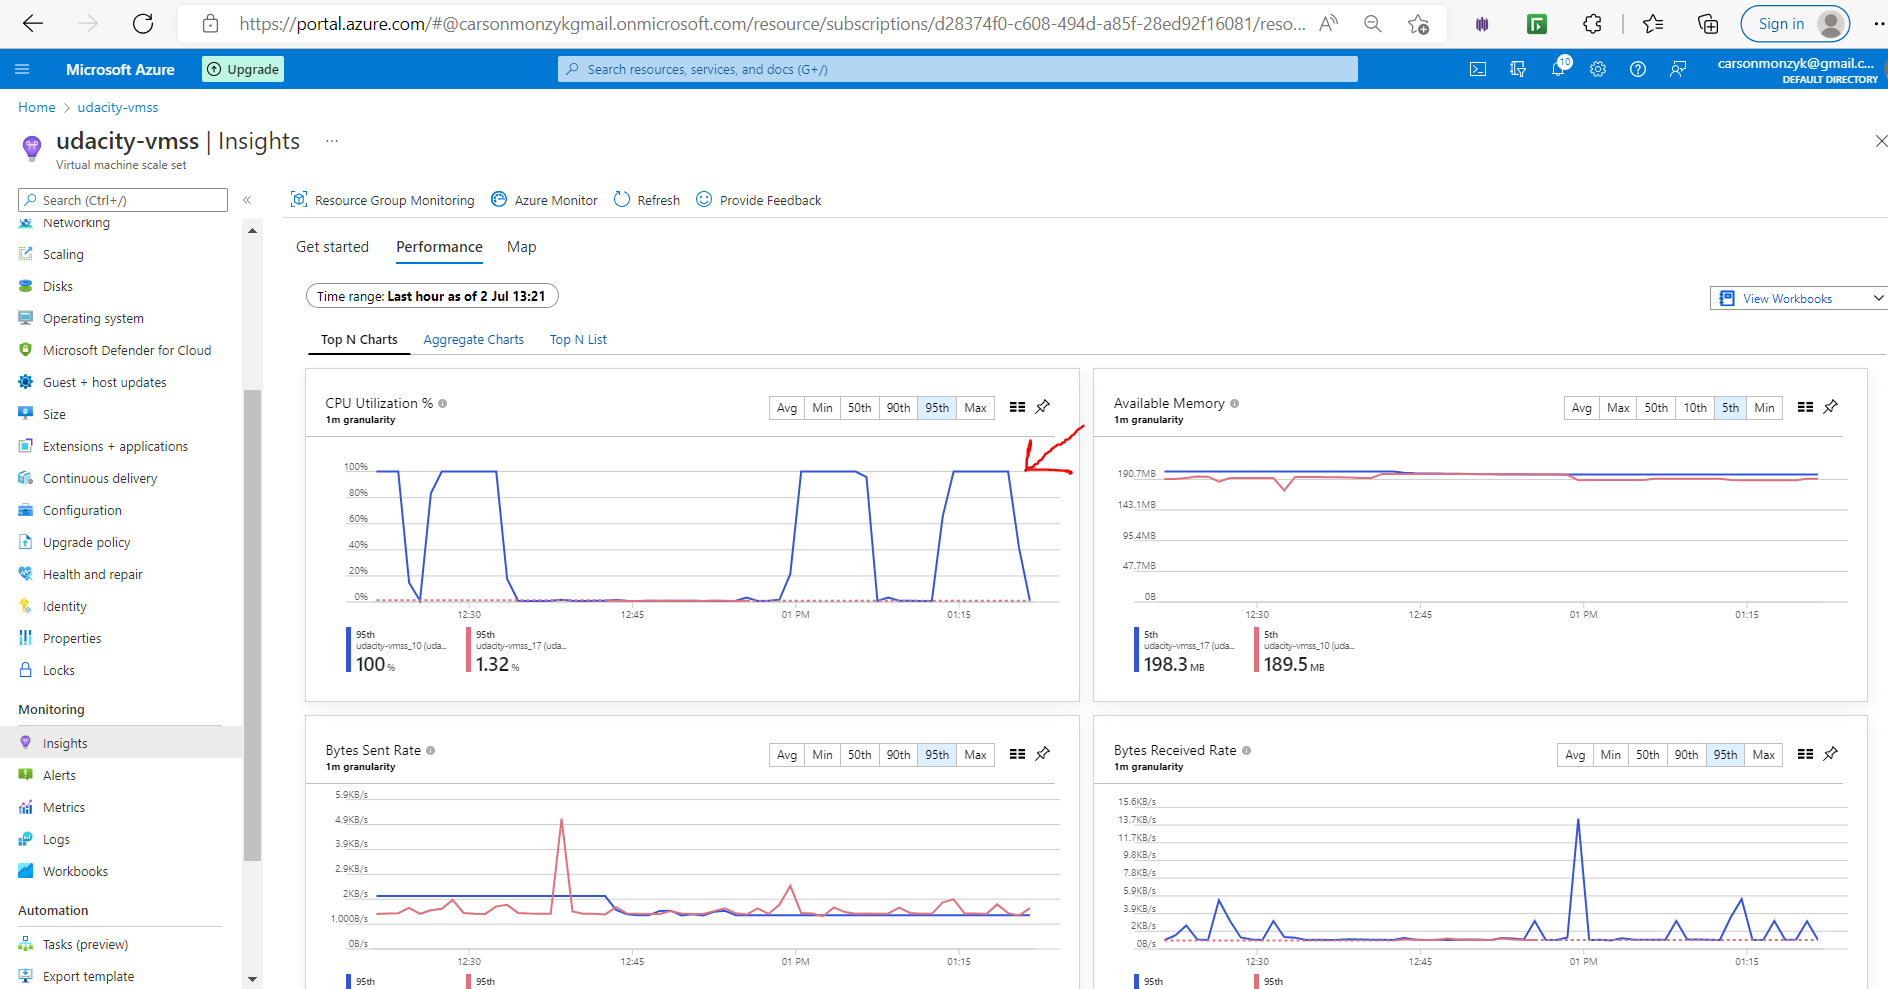 https://portal.azure.com/#@carsonmonzykgmail.onmicrosoft.com/resource/subscriptions/d28374f0-c608-494d-a85f-28ed92f16081/reso...
Sign in
Microsoft Azure
Upgrade
Search resources, services, and docs (G+/)
10
carsonmonzyk@gmail.c...
DEFAULT DIRECTORY
Home > udacity-vmss
udacity-vmss | Insights
...
Virtual machine scale set
Search (Ctrl+/)
«
Networking
Scaling
Disks
Operating system
Microsoft Defender for Cloud
Guest + host updates
Size
Extensions + applications
Continuous delivery
Configuration
Upgrade policy
Health and repair
Identity
Properties
Locks
Monitoring
Insights
Alerts
Metrics
Logs
Workbooks
Automation
Tasks (preview)
Export template
Resource Group Monitoring
Azure Monitor
Refresh
Provide Feedback
Get started
Performance
Map
Time range: Last hour as of 2 Jul 13:21
View Workbooks
Top N Charts
Aggregate Charts
Top N List
CPU Utilization %
1m granularity
Avg Min 50th 90th 95th Max
100%
80%
60%
40%
20%
0%
12:30 12:45 01 PM 01:15
95th
udacity-vmss_10 (uda...
100 %
95th
udacity-vmss_17 (uda...
1.32 %
Available Memory
1m granularity
Avg Max 50th 10th 5th Min
190.7MB
143.1MB
95.4MB
47.7MB
0B
12:30 12:45 01 PM 01:15
5th
udacity-vmss_17 (uda...
198.3 MB
5th
udacity-vmss_10 (uda...
189.5 MB
Bytes Sent Rate
1m granularity
Avg Min 50th 90th 95th Max
5.9KB/s
4.9KB/s
3.9KB/s
2.9KB/s
2KB/s
1,000B/s
0B/s
12:30 12:45 01 PM 01:15
95th
95th
Bytes Received Rate
1m granularity
Avg Min 50th 90th 95th Max
15.6KB/s
13.7KB/s
11.7KB/s
9.8KB/s
7.8KB/s
5.9KB/s
3.9KB/s
2KB/s
0B/s
12:30 12:45 01 PM 01:15
95th
95th